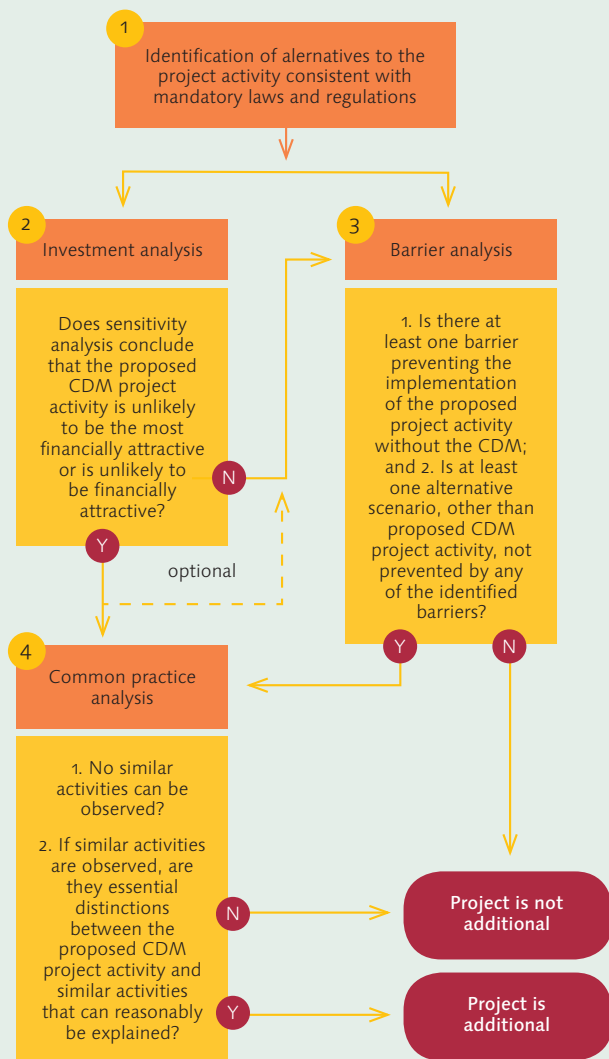 1
Identification of alernatives to the
project activity consistent with
mandatory laws and regulations
2
Investment analysis
Does sensitivity
analysis conclude
that the proposed
CDM project
activity is unlikely
to be the most
financially attractive
or is unlikely to
be financially
attractive?
N
Y
optional
3
Barrier analysis
1. Is there at
least one barrier
preventing the
implementation
of the proposed
project activity
without the CDM;
and 2. Is at least
one alternative
scenario, other than
proposed CDM
project activity, not
prevented by any
of the identified
barriers?
Y
N
4
Common practice
analysis
1. No similar
activities can be
observed?
2. If similar activities
are observed, are
they essential
distinctions
between the
proposed CDM
project activity and
similar activities
that can reasonably
be explained?
N
Y
Project is not
additional
Project is
additional